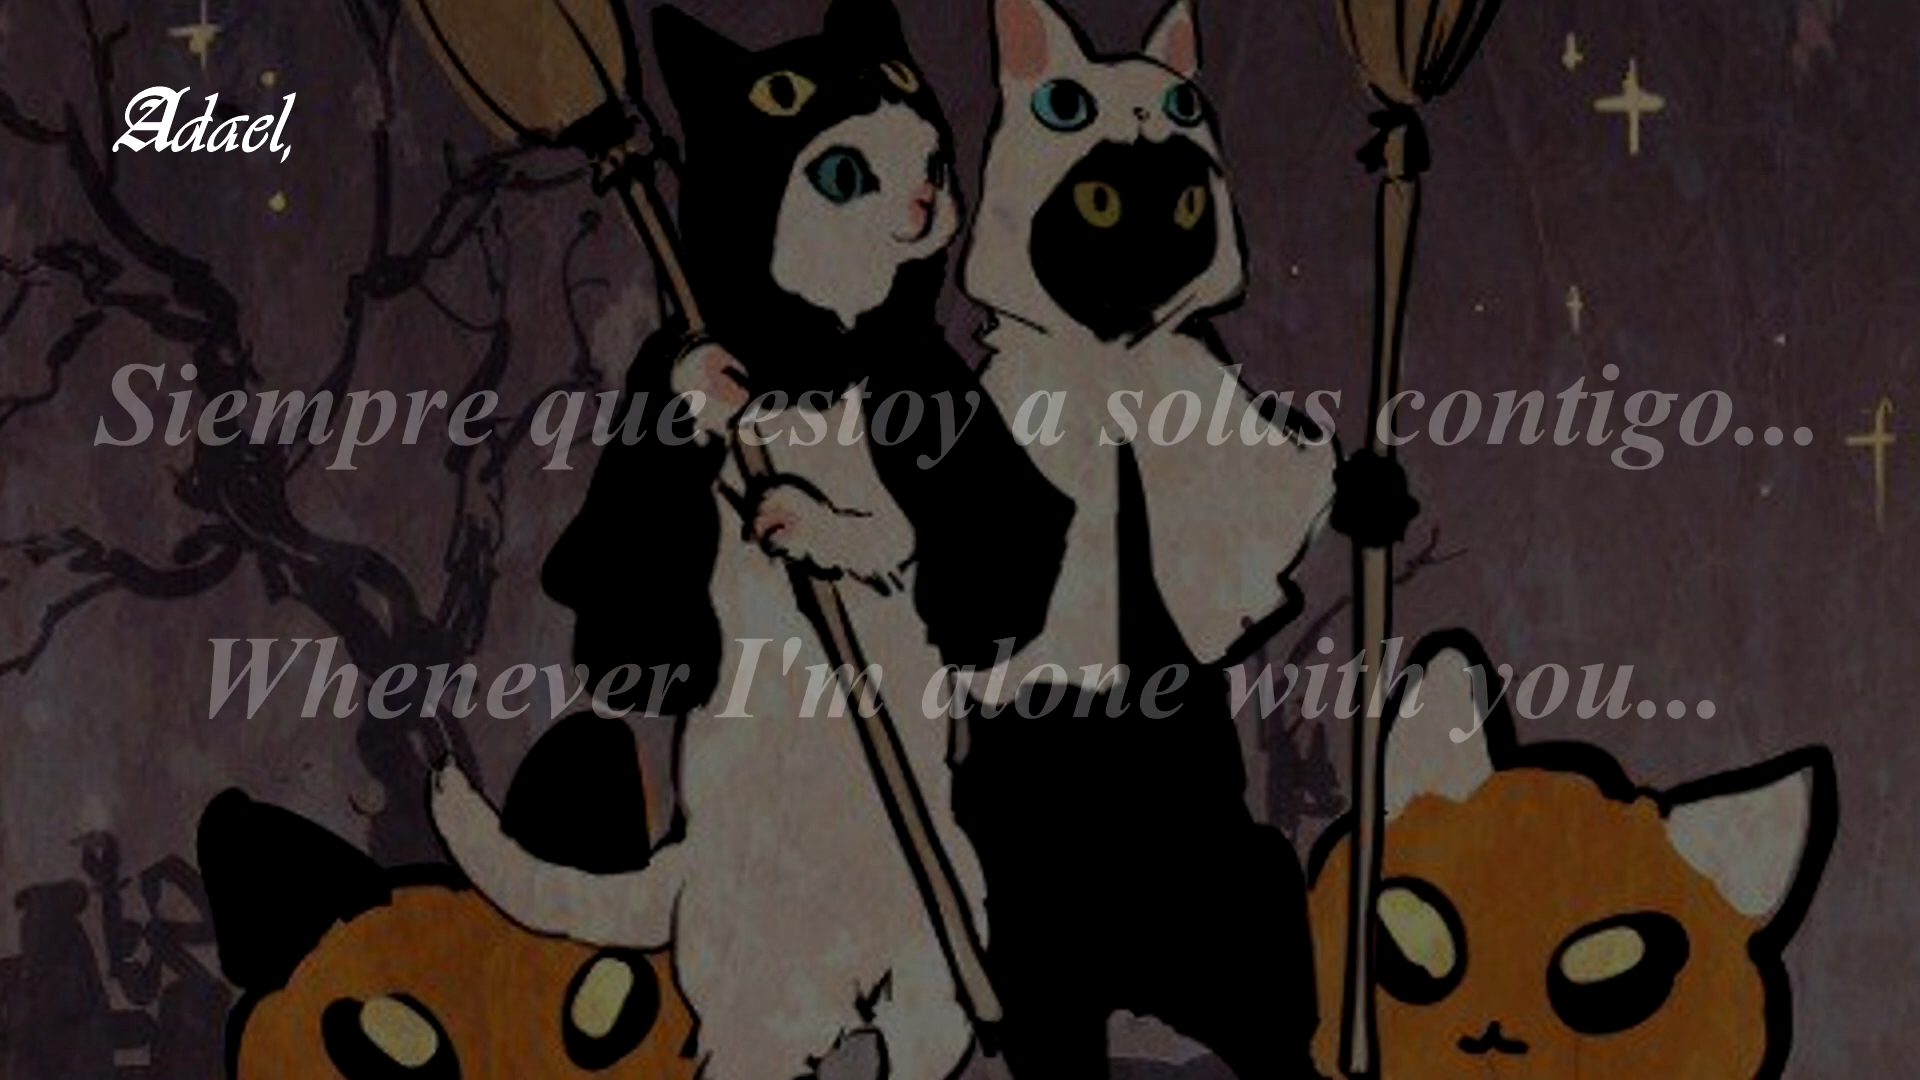 Adael,
Siempre que estoy a solas contigo...
Whenever I'm alone with you...